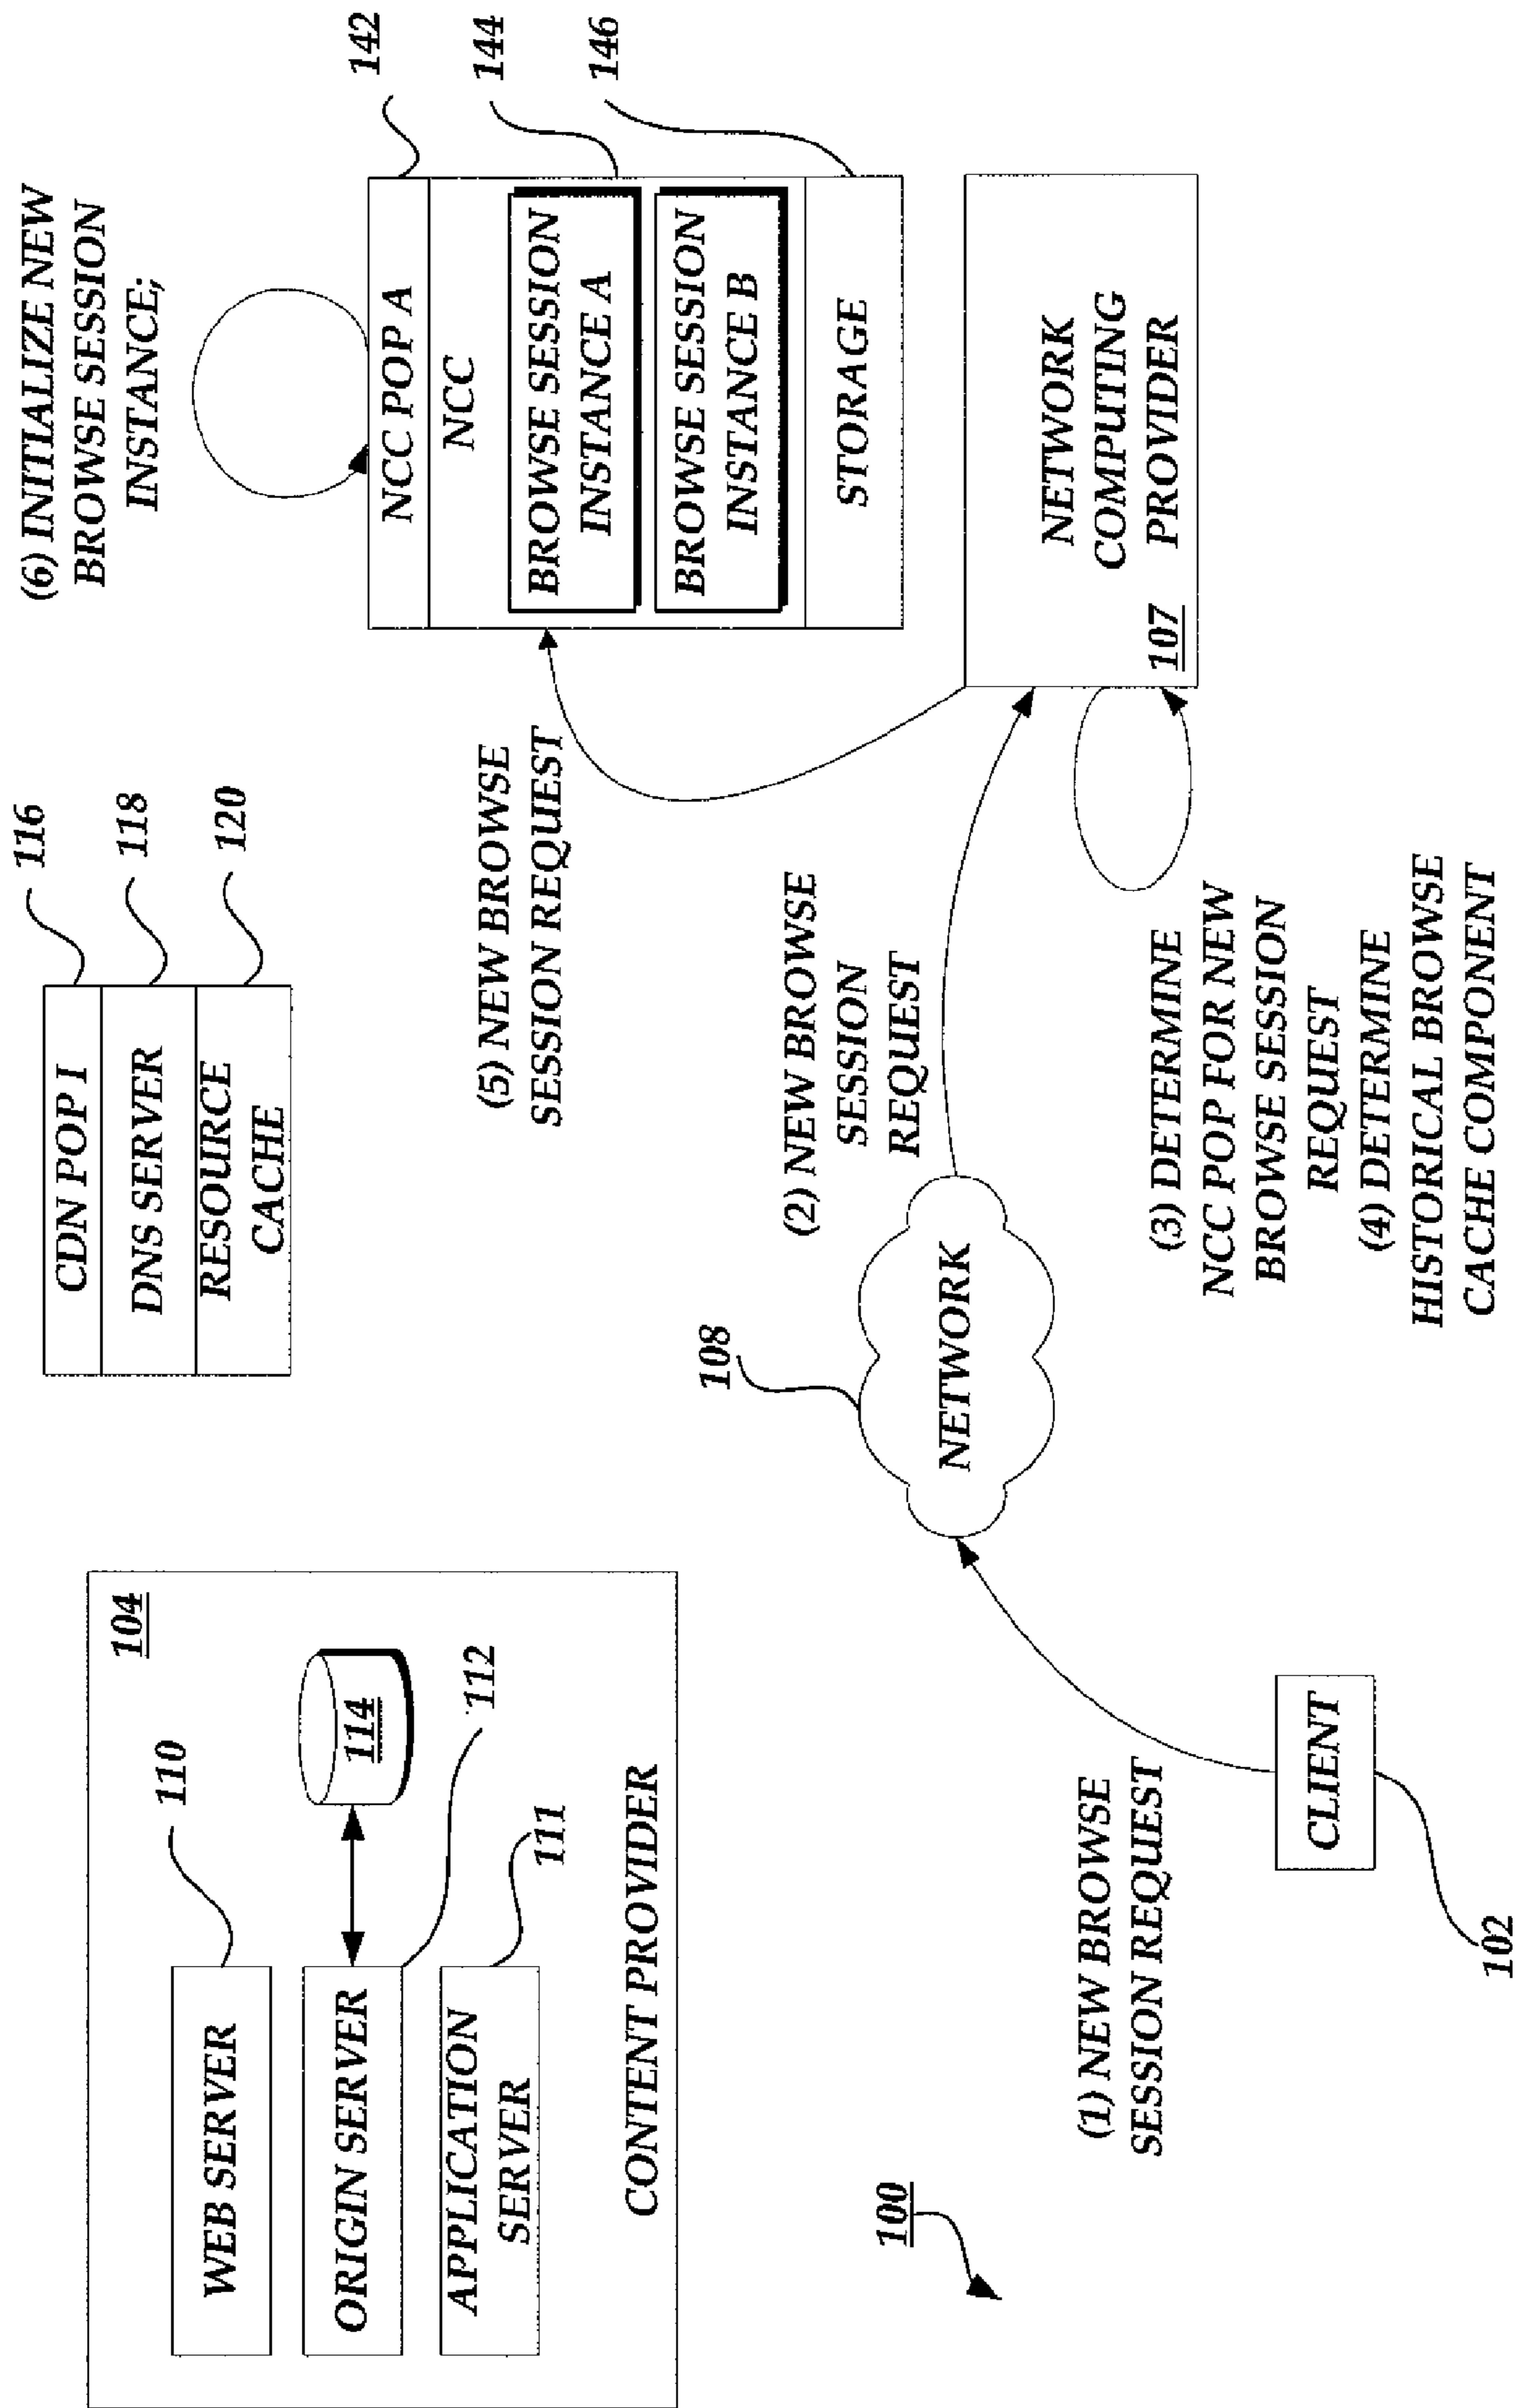 104
WEB SERVER
110
ORIGIN SERVER
114
112
APPLICATION
SERVER
111
CONTENT PROVIDER
CDN POP I
116
DNS SERVER
118
RESOURCE
CACHE
120
(6) INITIALIZE NEW
BROWSE SESSION
INSTANCE;
NCC POP A
142
NCC
144
BROWSE SESSION
INSTANCE A
BROWSE SESSION
INSTANCE B
STORAGE
146
(5) NEW BROWSE
SESSION REQUEST
108
NETWORK
(2) NEW BROWSE
SESSION
REQUEST
NETWORK
COMPUTING
PROVIDER
107
(1) NEW BROWSE
SESSION REQUEST
CLIENT
102
(3) DETERMINE
NCC POP FOR NEW
BROWSE SESSION
REQUEST
(4) DETERMINE
HISTORICAL BROWSE
CACHE COMPONENT
100